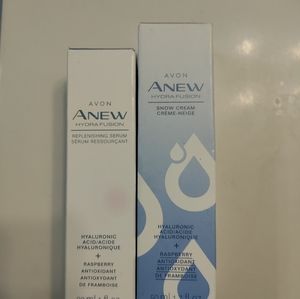 AVON
ANEW
HYDRA FUSION
REPLENISHING SERUM
SÉRUM RESSOURÇANT
HYALURONIC
ACID/ACIDE
HYALURONIQUE
+
RASPBERRY
ANTIOXIDANT
ANTIOXYDANT
DE FRAMBOISE
AVON
ANEW
HYDRA FUSION
SNOW CREAM
CRÈME-NEIGE
HYALURONIC
ACID/ACIDE
HYALURONIQUE
+
RASPBERRY
ANTIOXIDANT
ANTIOXYDANT
DE FRAMBOISE